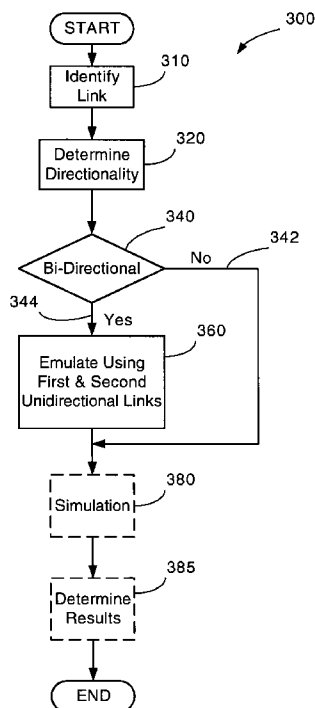 START
300
Identify
Link
310
Determine
Directionality
320
Bi-Directional
340
No
342
344
Yes
Emulate Using
First & Second
Unidirectional Links
360
Simulation
380
Determine
Results
385
END